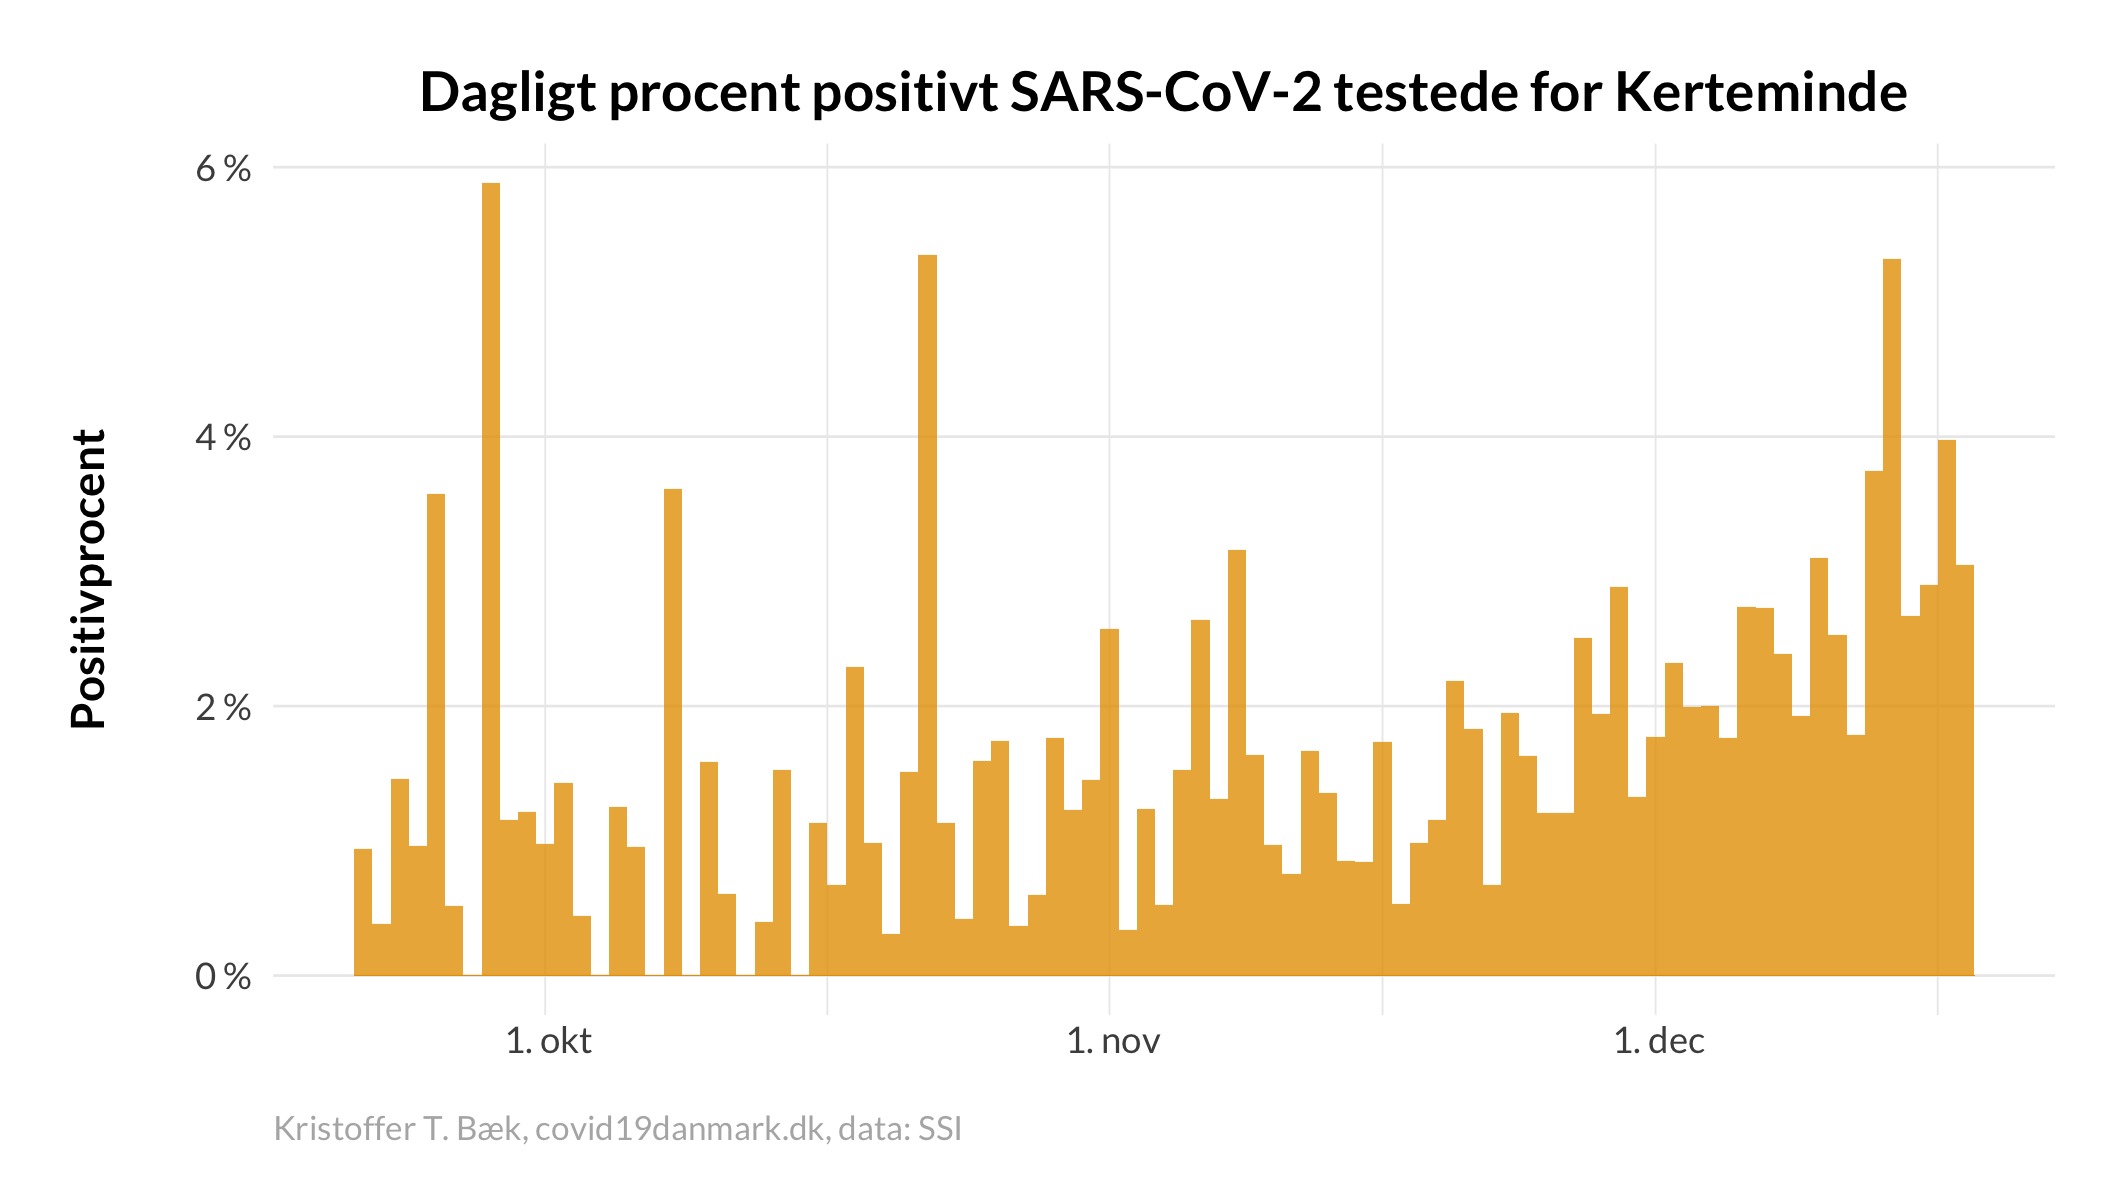 Dagligt procent positivt SARS-CoV-2 testede for Kerteminde
Positivprocent
6 %
4 %
2 %
0 %
1. okt
1. nov
1. dec
Kristoffer T. Bæk, covid19danmark.dk, data: SSI